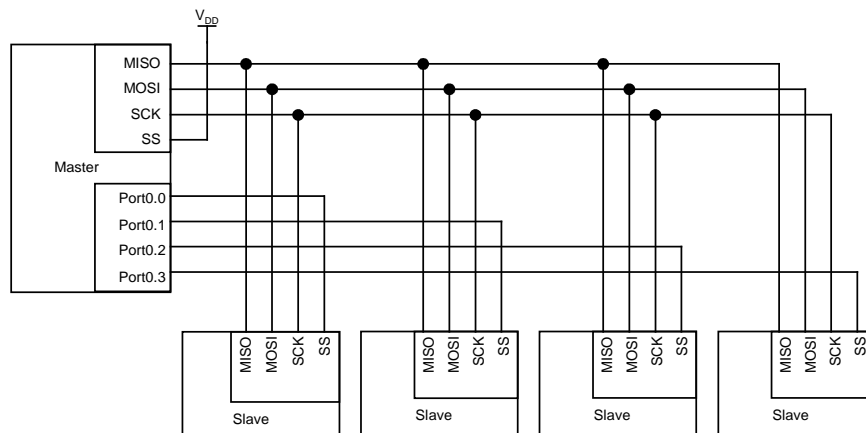 VDD
MISO
MOSI
SCK
SS
Master
Port0.0
Port0.1
Port0.2
Port0.3
MISO
MOSI
SCK
SS
Slave
MISO
MOSI
SCK
SS
Slave
MISO
MOSI
SCK
SS
Slave
MISO
MOSI
SCK
SS
Slave